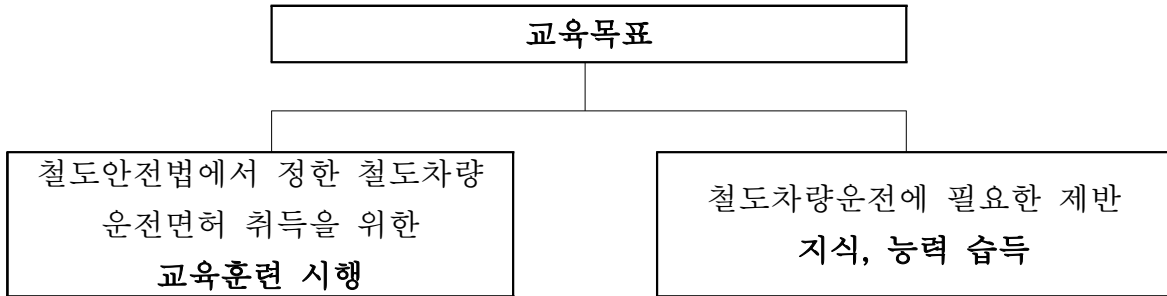 교육목표
철도안전법에서 정한 철도차량
운전면허 취득을 위한
교육훈련 시행
철도차량운전에 필요한 제반
지식, 능력 습득